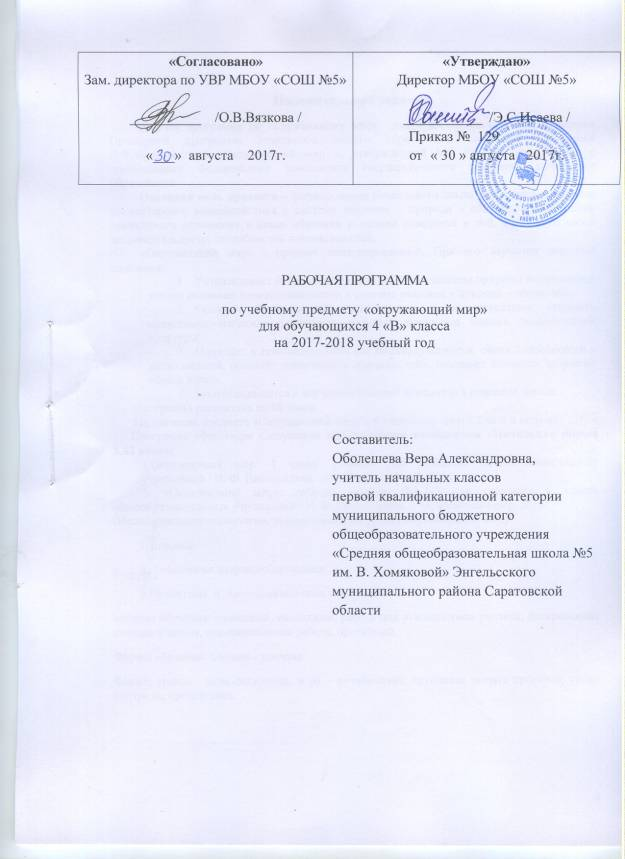 «Согласовано»
Зам. директора по УВР МБОУ «СОШ №5»
/О.В.Вязкова /
«30» августа 2017г.
«Утверждаю»
Директор МБОУ «СОШ №5»
/Э.С.Исаева /
Приказ № 129
от « 30 » августа 2017г.
РАБОЧАЯ ПРОГРАММА
по учебному предмету «окружающий мир»
для обучающихся 4 «В» класса
на 2017-2018 учебный год
Составитель:
Оболешева Вера Александровна,
учитель начальных классов
первой квалификационной категории
муниципального бюджетного
общеобразовательного учреждения
«Средняя общеобразовательная школа №5
им. В. Хомяковой» Энгельсского
муниципального района Саратовской
области